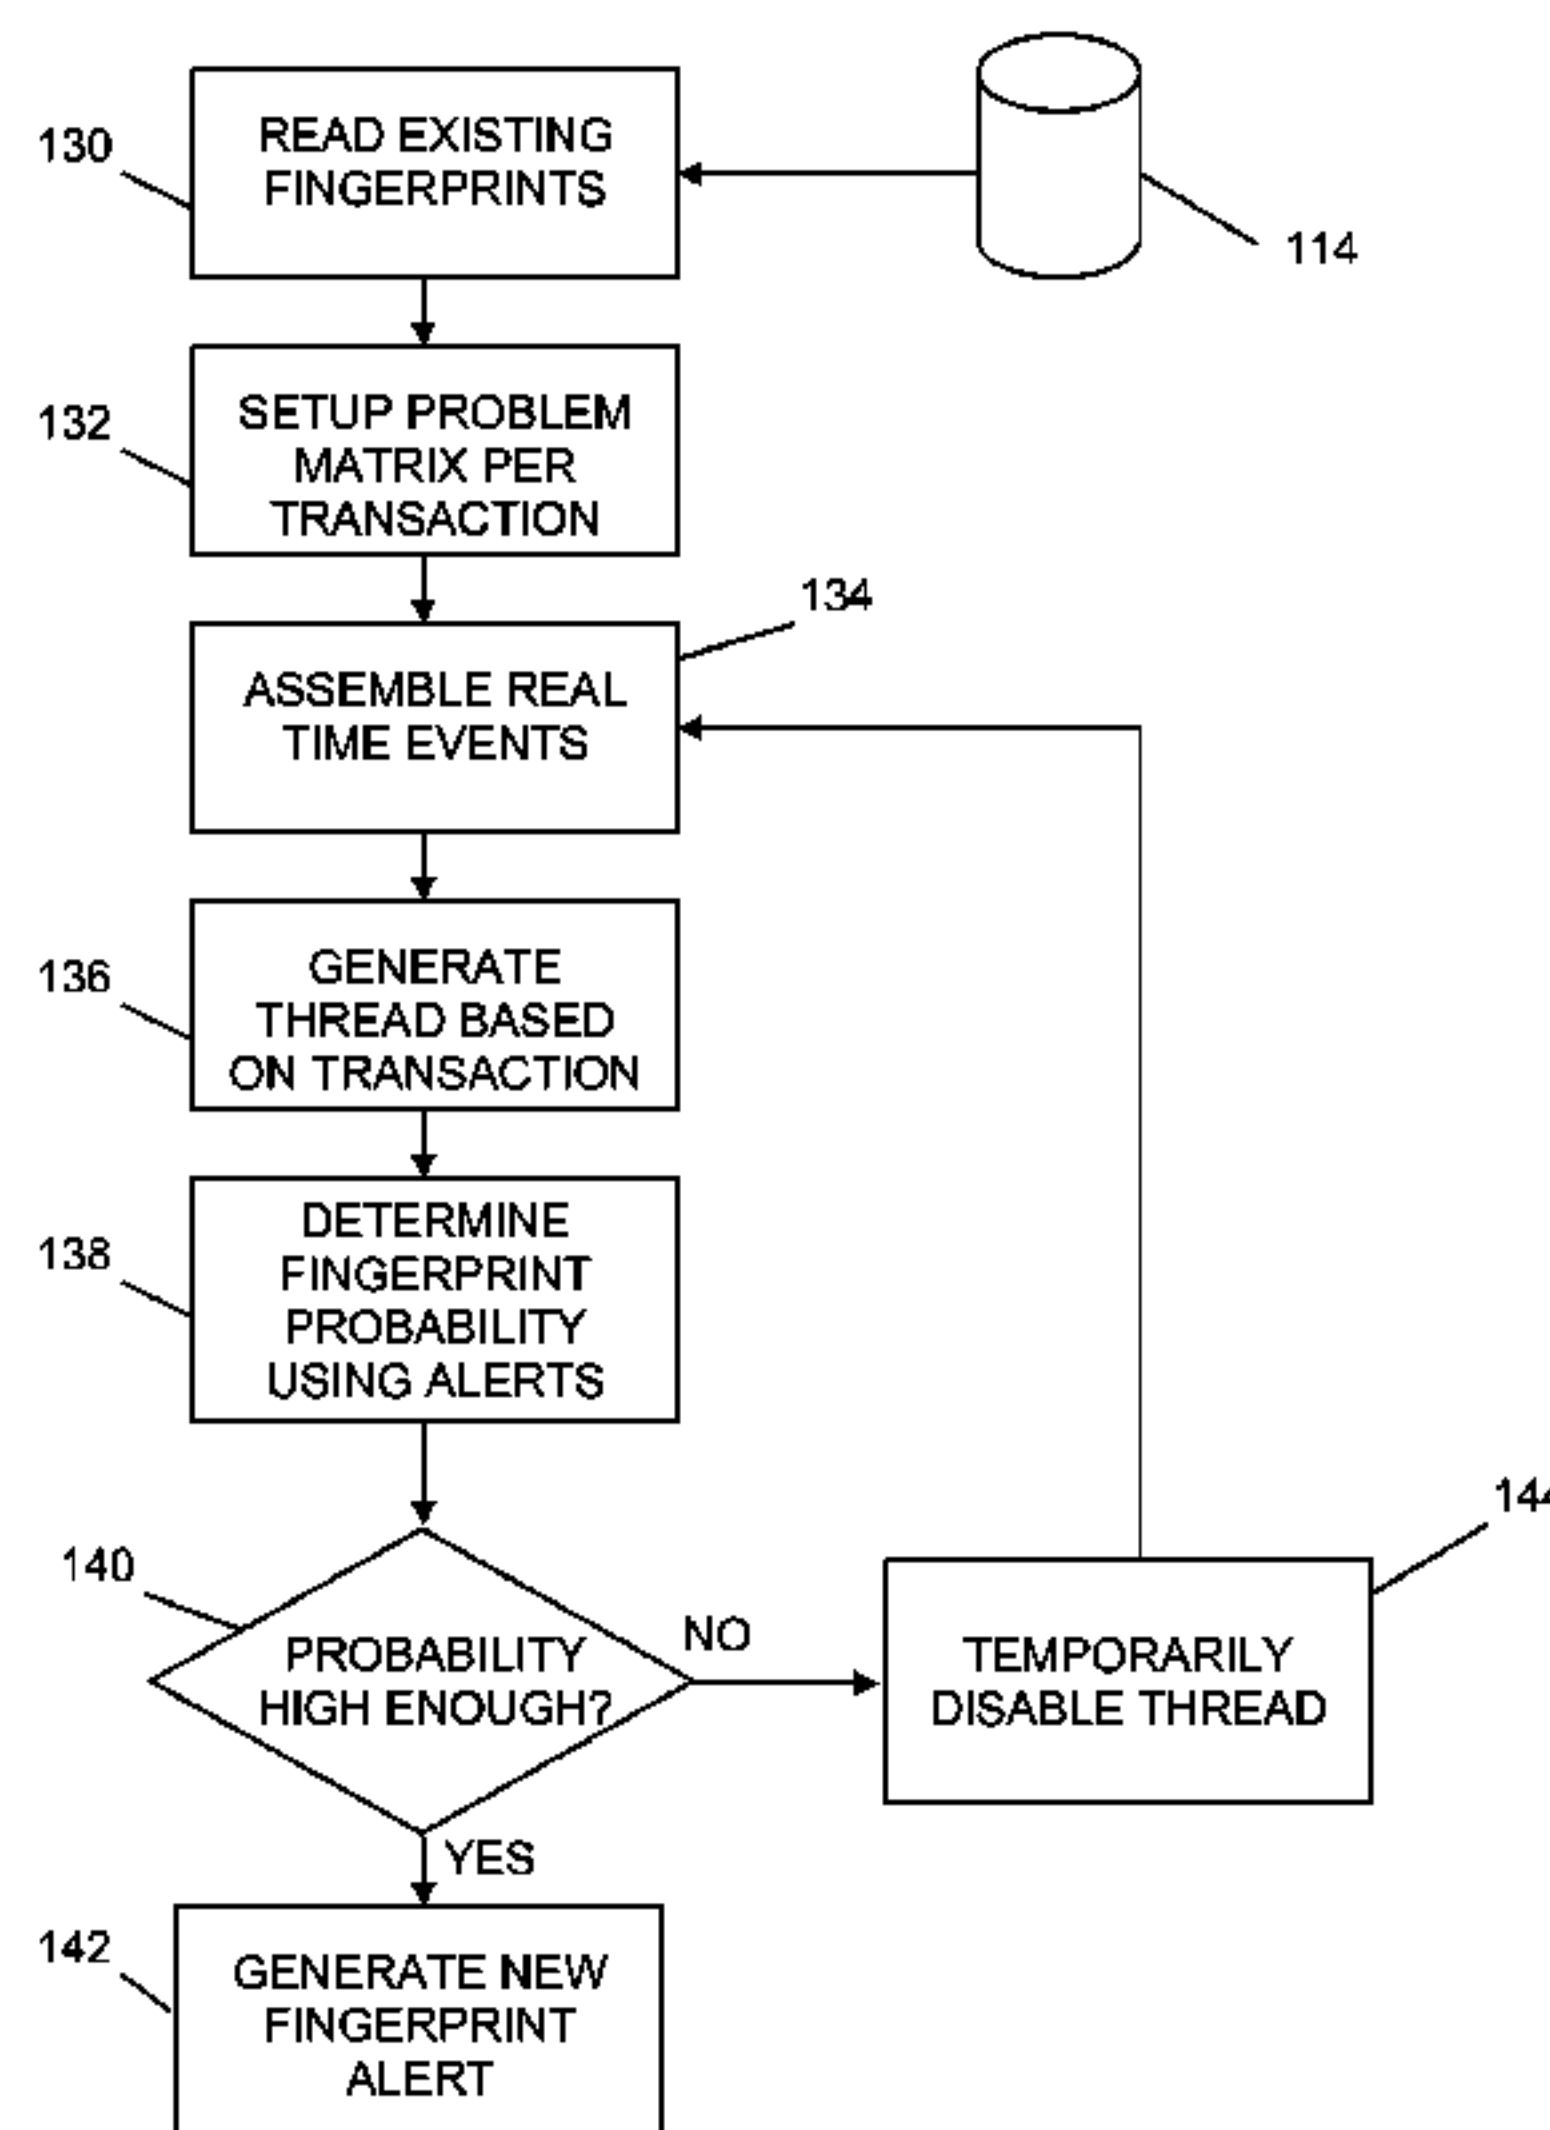 130
READ EXISTING
FINGERPRINTS
114
132
SETUP PROBLEM
MATRIX PER
TRANSACTION
134
ASSEMBLE REAL
TIME EVENTS
136
GENERATE
THREAD BASED
ON TRANSACTION
138
DETERMINE
FINGERPRINT
PROBABILITY
USING ALERTS
140
PROBABILITY
HIGH ENOUGH?
NO
144
TEMPORARILY
DISABLE THREAD
YES
142
GENERATE NEW
FINGERPRINT
ALERT